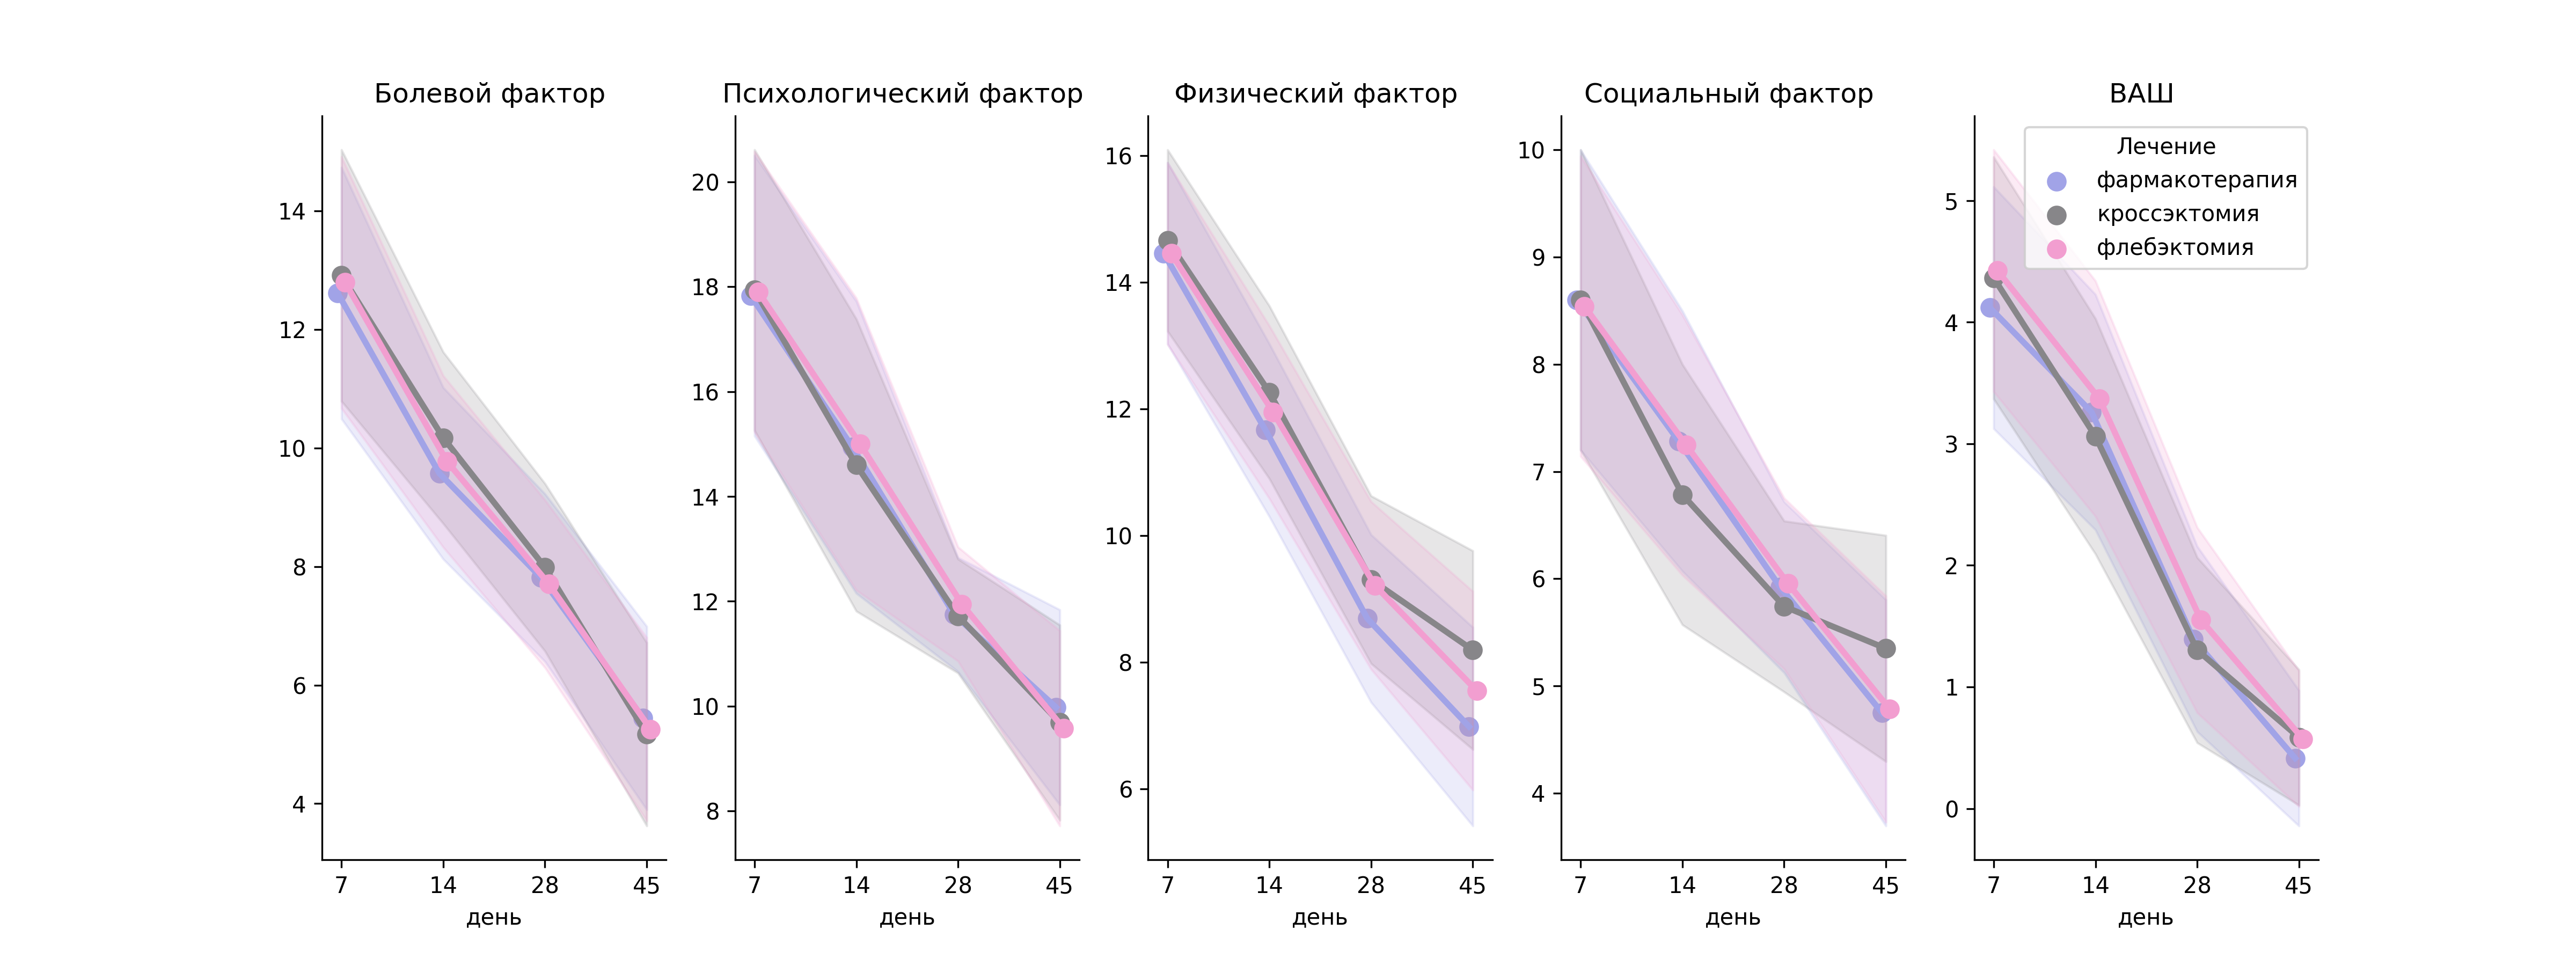 Болевой фактор
14
12
10
8
6
4
7 14 28 45
день
Психологический фактор
20
18
16
14
12
10
8
7 14 28 45
день
Физический фактор
16
14
12
10
8
6
7 14 28 45
день
Социальный фактор
10
9
8
7
6
5
4
7 14 28 45
день
ВАШ
Лечение
фармакотерапия
кроссэктомия
флебэктомия
5
4
3
2
1
0
7 14 28 45
день